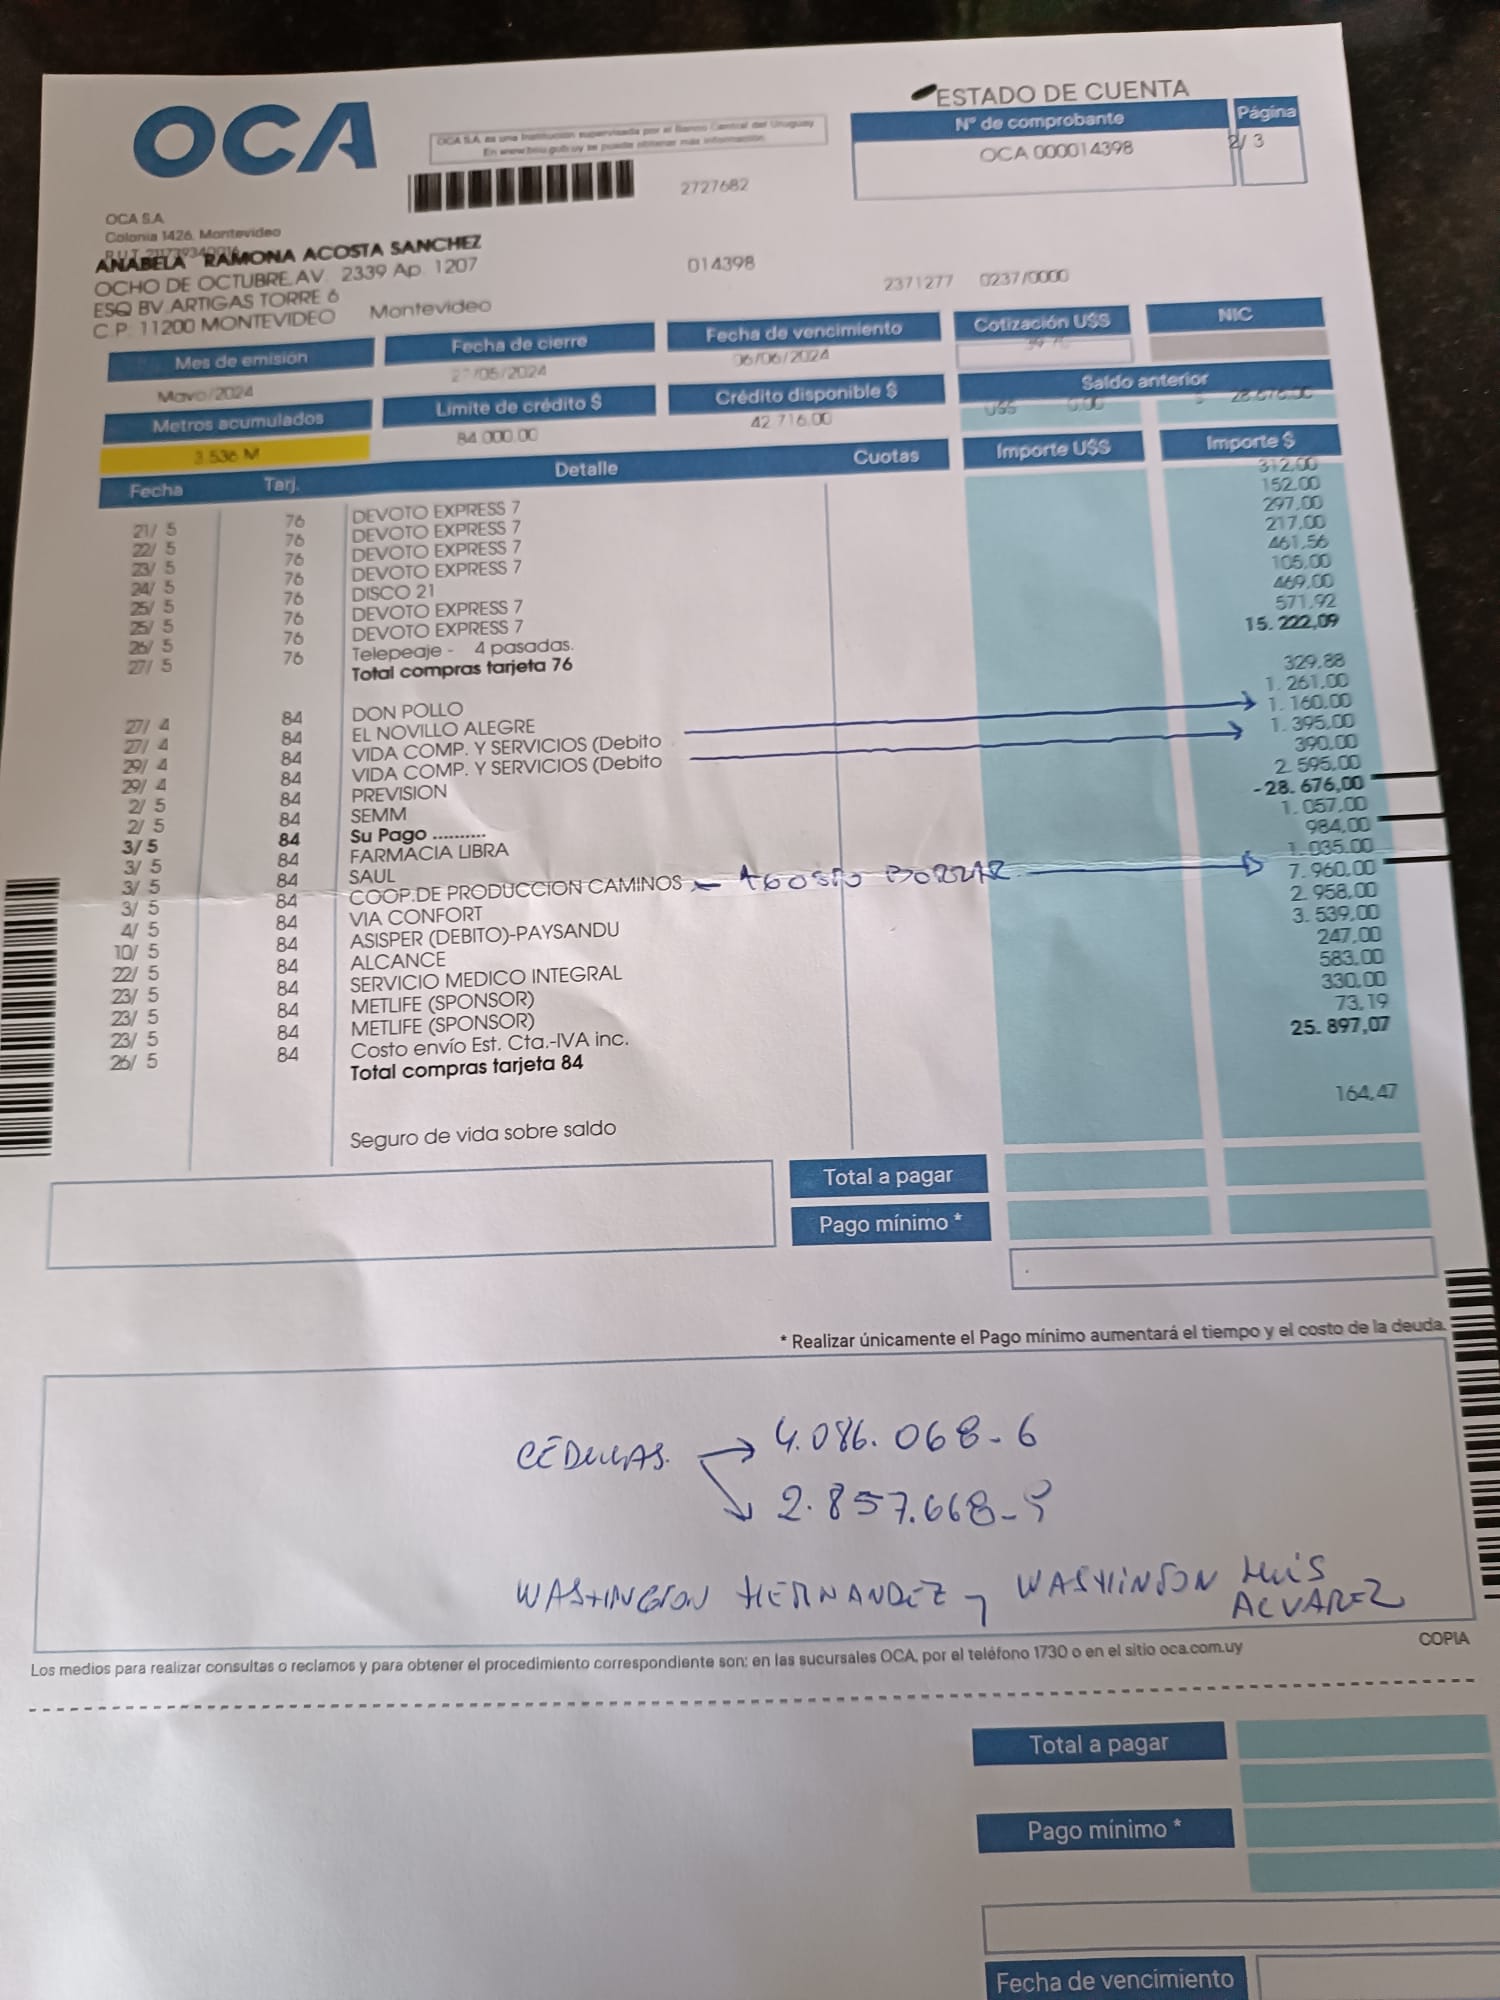 ESTADO DE CUENTA
OCA
OCA S.A. es una Institución supervisada por el Banco Central del Uruguay
En www.bcu.gub.uy se puede obtener más información.
Nº de comprobante
Página
OCA 000014398
2/ 3
2727682
OCA S.A.
Colonia 1426, Montevideo
ANABELA RAMONA ACOSTA SANCHEZ
OCHO DE OCTUBRE,AV. 2339 Ap. 1207
ESQ BV ARTIGAS TORRE 6
C.P. 11200 MONTEVIDEO Montevideo
014398
2371277 0237/0000
Mes de emisión
Fecha de cierre
Fecha de vencimiento
Cotización U$S
NIC
Mayo/2024
/05/2024
06/06/2024
Metros acumulados
Límite de crédito $
Crédito disponible $
Saldo anterior
3.536 M
84.000.00
42.716.00
U$S 0.00 $ 28.676.00
Fecha Tarj. Detalle Cuotas Importe U$S Importe $
21/ 5 76 DEVOTO EXPRESS 7 312,00
22/ 5 76 DEVOTO EXPRESS 7 152,00
23/ 5 76 DEVOTO EXPRESS 7 297,00
24/ 5 76 DEVOTO EXPRESS 7 217,00
25/ 5 76 DISCO 21 461,56
25/ 5 76 DEVOTO EXPRESS 7 105,00
26/ 5 76 DEVOTO EXPRESS 7 469,00
27/ 5 76 Telepeaje - 4 pasadas. 571,92
Total compras tarjeta 76 15.222,09
27/ 4 84 DON POLLO 329,88
27/ 4 84 EL NOVILLO ALEGRE 1.261,00
29/ 4 84 VIDA COMP. Y SERVICIOS (Debito 1.160,00
29/ 4 84 VIDA COMP. Y SERVICIOS (Debito 1.395,00
2/ 5 84 PREVISION 390,00
2/ 5 84 SEMM 2.595,00
3/ 5 84 Su Pago .......... -28.676,00
3/ 5 84 FARMACIA LIBRA 1.057,00
3/ 5 84 SAUL 984,00
3/ 5 84 COOP.DE PRODUCCION CAMINOS - AGOSTO BORRAR 1.035,00
4/ 5 84 VIA CONFORT 7.960,00
10/ 5 84 ASISPER (DEBITO)-PAYSANDU 2.958,00
22/ 5 84 ALCANCE 3.539,00
23/ 5 84 SERVICIO MEDICO INTEGRAL 247,00
23/ 5 84 METLIFE (SPONSOR) 583,00
23/ 5 84 METLIFE (SPONSOR) 330,00
26/ 5 84 Costo envío Est. Cta.-IVA inc. 73,19
Total compras tarjeta 84 25.897,07
Seguro de vida sobre saldo 164,47
Total a pagar
Pago mínimo *
* Realizar únicamente el Pago mínimo aumentará el tiempo y el costo de la deuda.
CÉDULAS. → 4.086.068-6
2.857.668-9
WASHINGTON HERNANDEZ y WASHINTON LUIS
ALVAREZ
COPIA
Los medios para realizar consultas o reclamos y para obtener el procedimiento correspondiente son: en las sucursales OCA, por el teléfono 1730 o en el sitio oca.com.uy
Total a pagar
Pago mínimo *
Fecha de vencimiento